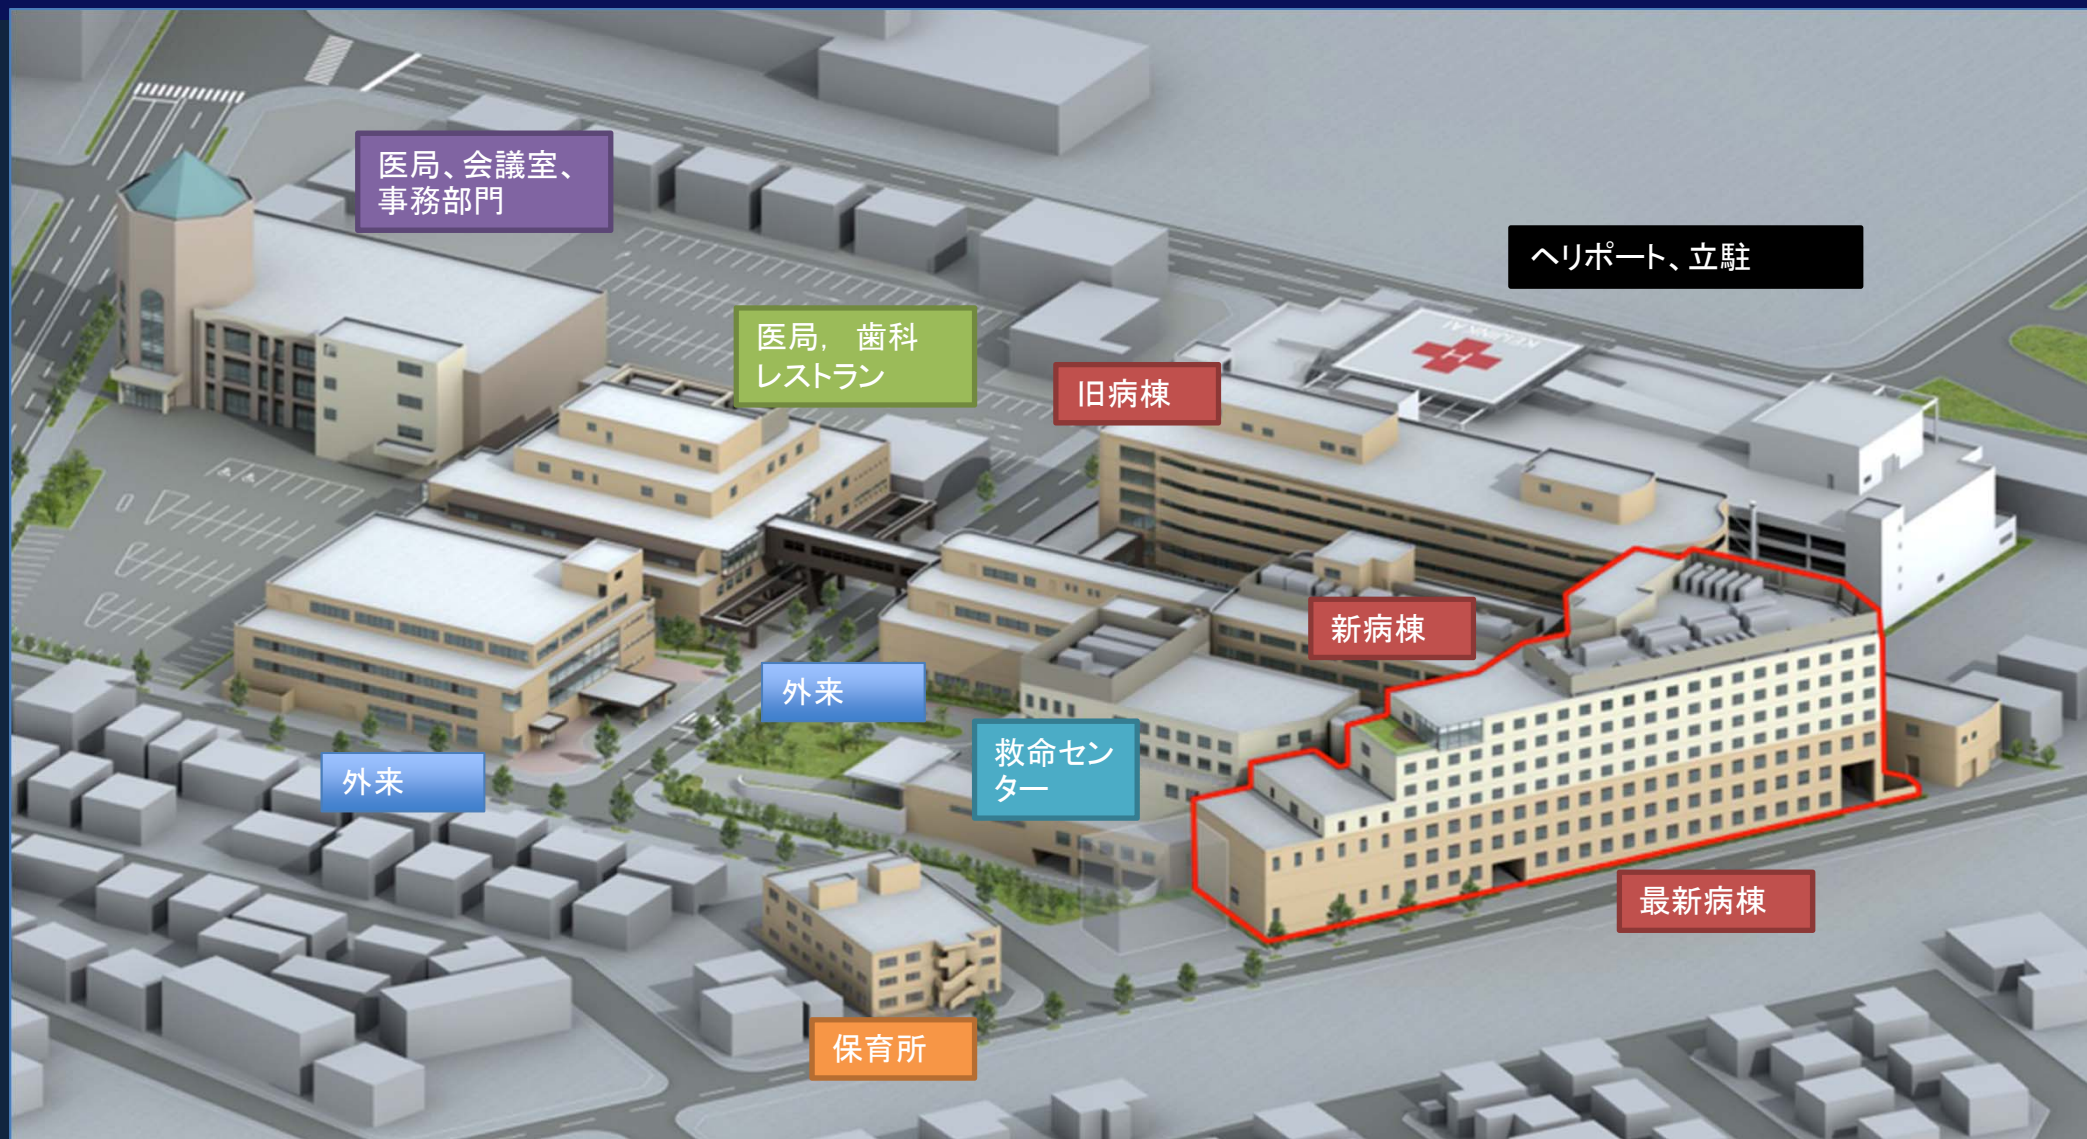 医局、会議室、
事務部門
ヘリポート、立駐
医局,　歯科
レストラン
KEIJINKAI
H
旧病棟
新病棟
外来
救命セン
ター
外来
最新病棟
保育所